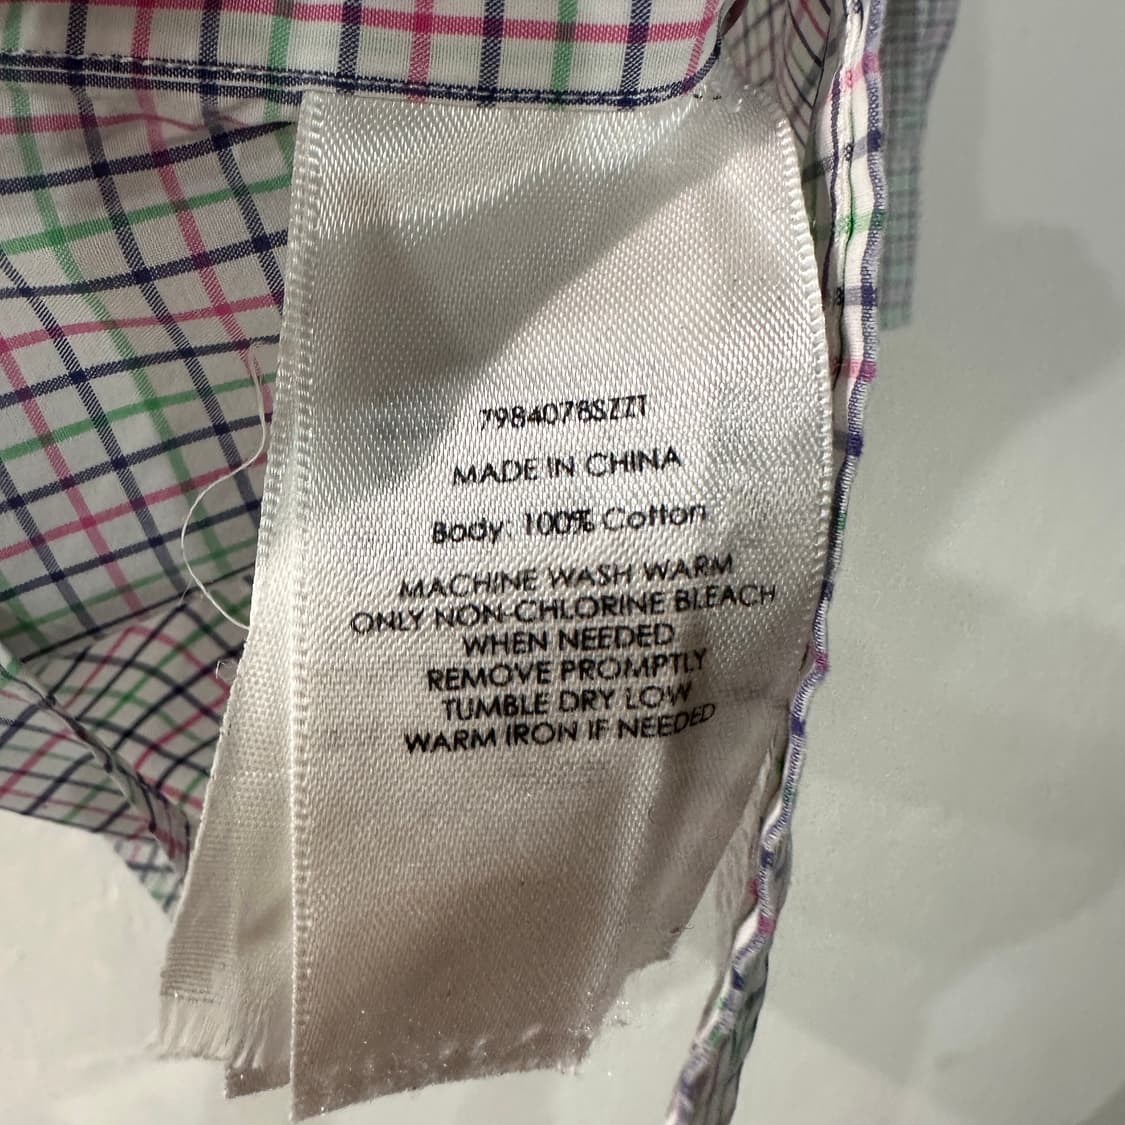 7984078SZZT
MADE IN CHINA
Body: 100% Cotton
MACHINE WASH WARM
ONLY NON-CHLORINE BLEACH
WHEN NEEDED
REMOVE PROMPTLY
TUMBLE DRY LOW
WARM IRON IF NEEDED